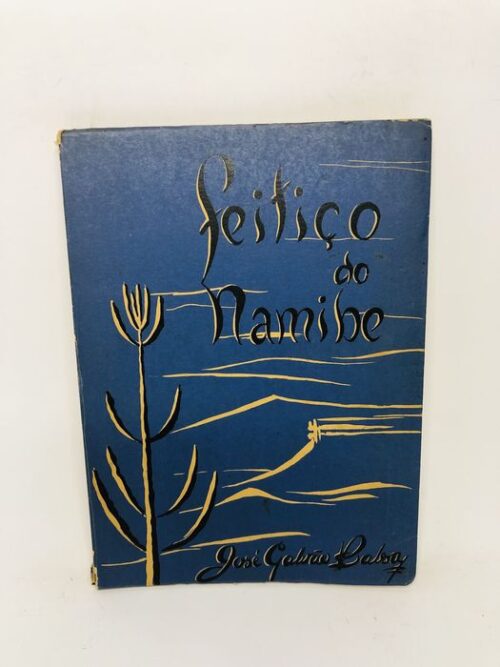 feitiço
do
Namibe
José Galvão Balsa